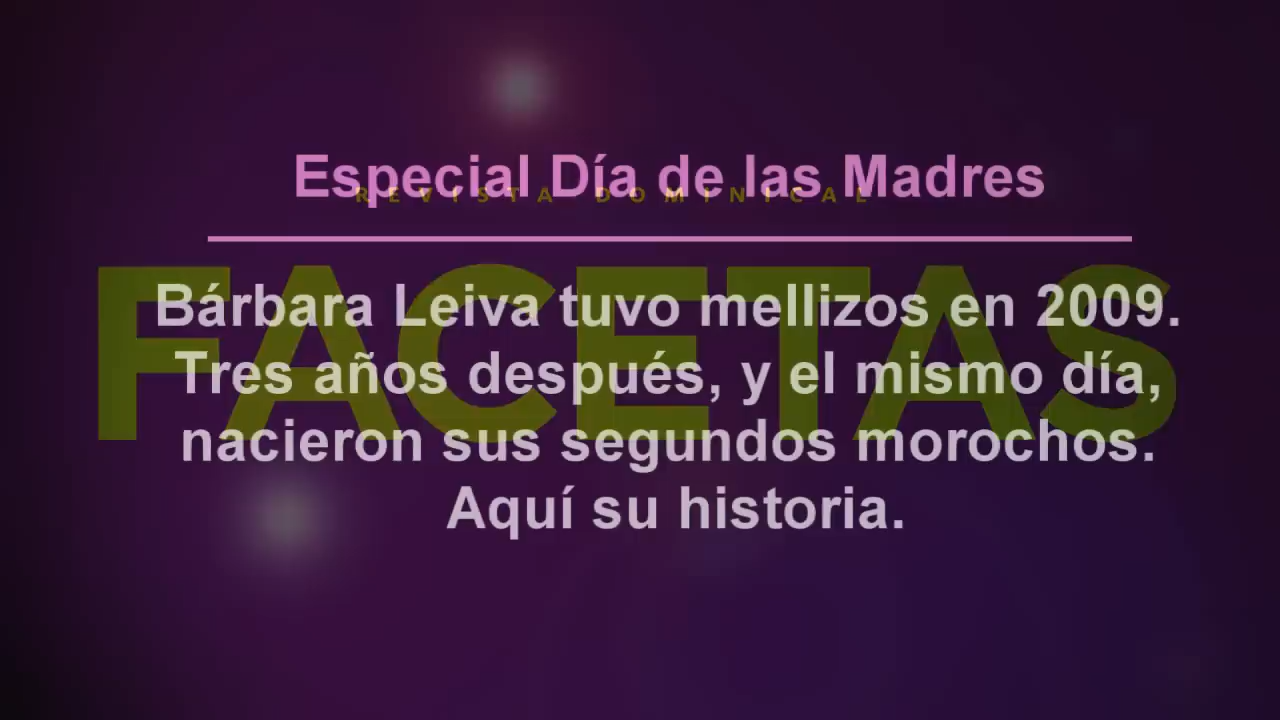 Especial Día de las Madres
REVISTA DOMINICAL
FACETAS
Bárbara Leiva tuvo mellizos en 2009.
Tres años después, y el mismo día,
nacieron sus segundos morochos.
Aquí su historia.